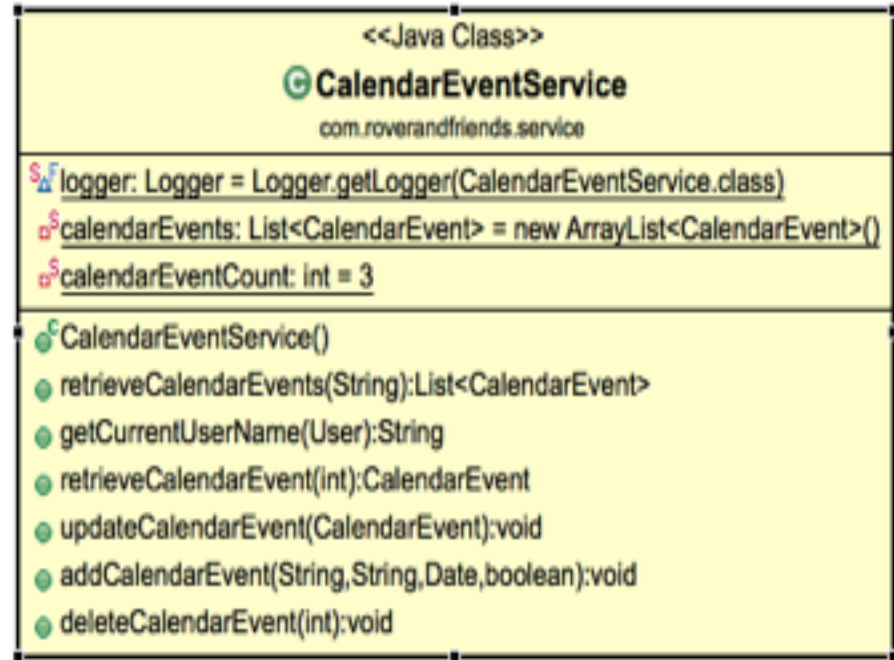 <<Java Class>>
CalendarEventService
com.roverandfriends.service
logger: Logger = Logger.getLogger(CalendarEventService.class)
calendarEvents: List<CalendarEvent> = new ArrayList<CalendarEvent>()
calendarEventCount: int = 3
CalendarEventService()
retrieveCalendarEvents(String):List<CalendarEvent>
getCurrentUserName(User):String
retrieveCalendarEvent(int):CalendarEvent
updateCalendarEvent(CalendarEvent):void
addCalendarEvent(String,String,Date,boolean):void
deleteCalendarEvent(int):void